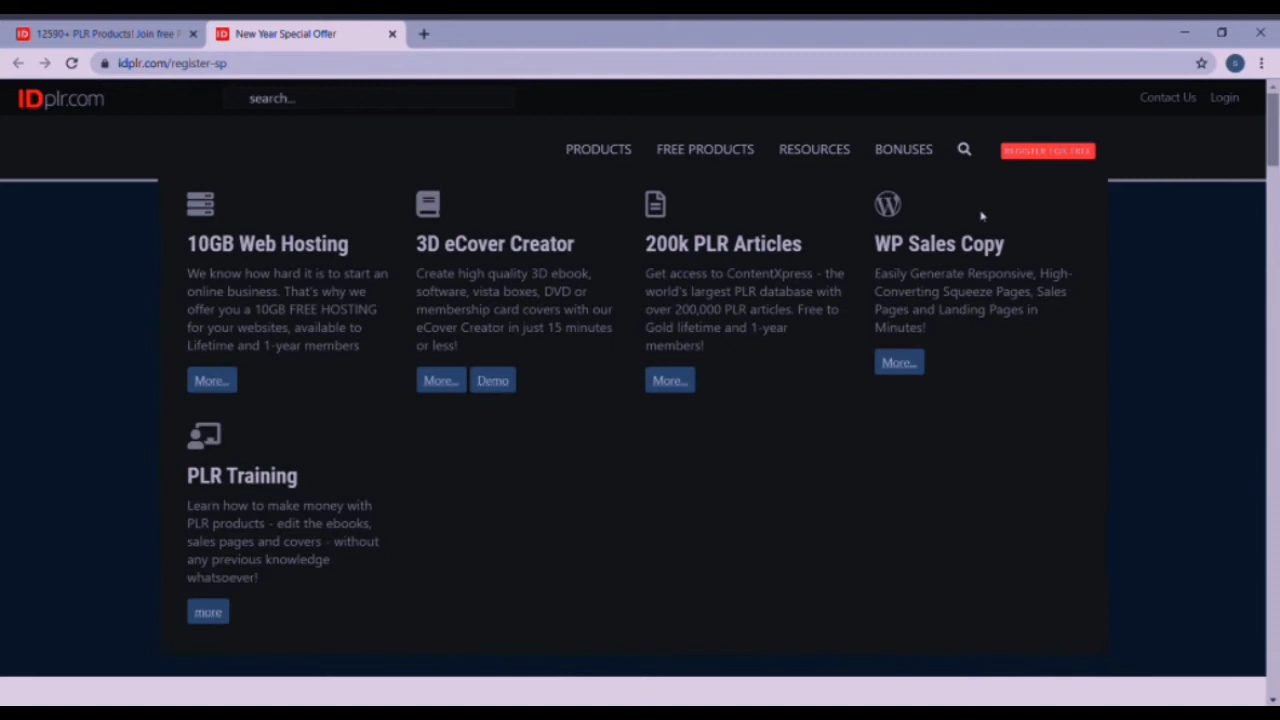 12590+ PLR Products! Join free
New Year Special Offer
idplr.com/register-sp
S
IDplr.com
search...
Contact Us
Login
PRODUCTS
FREE PRODUCTS
RESOURCES
BONUSES
REGISTER FOR FREE
10GB Web Hosting
We know how hard it is to start an
online business. That's why we
offer you a 10GB FREE HOSTING
for your websites, available to
Lifetime and 1-year members
More...
3D eCover Creator
Create high quality 3D ebook,
software, vista boxes, DVD or
membership card covers with our
eCover Creator in just 15 minutes
or less!
More...
Demo
200k PLR Articles
Get access to ContentXpress - the
world's largest PLR database with
over 200,000 PLR articles. Free to
Gold lifetime and 1-year
members!
More...
WP Sales Copy
Easily Generate Responsive, High-
Converting Squeeze Pages, Sales
Pages and Landing Pages in
Minutes!
More...
PLR Training
Learn how to make money with
PLR products - edit the ebooks,
sales pages and covers - without
any previous knowledge
whatsoever!
more